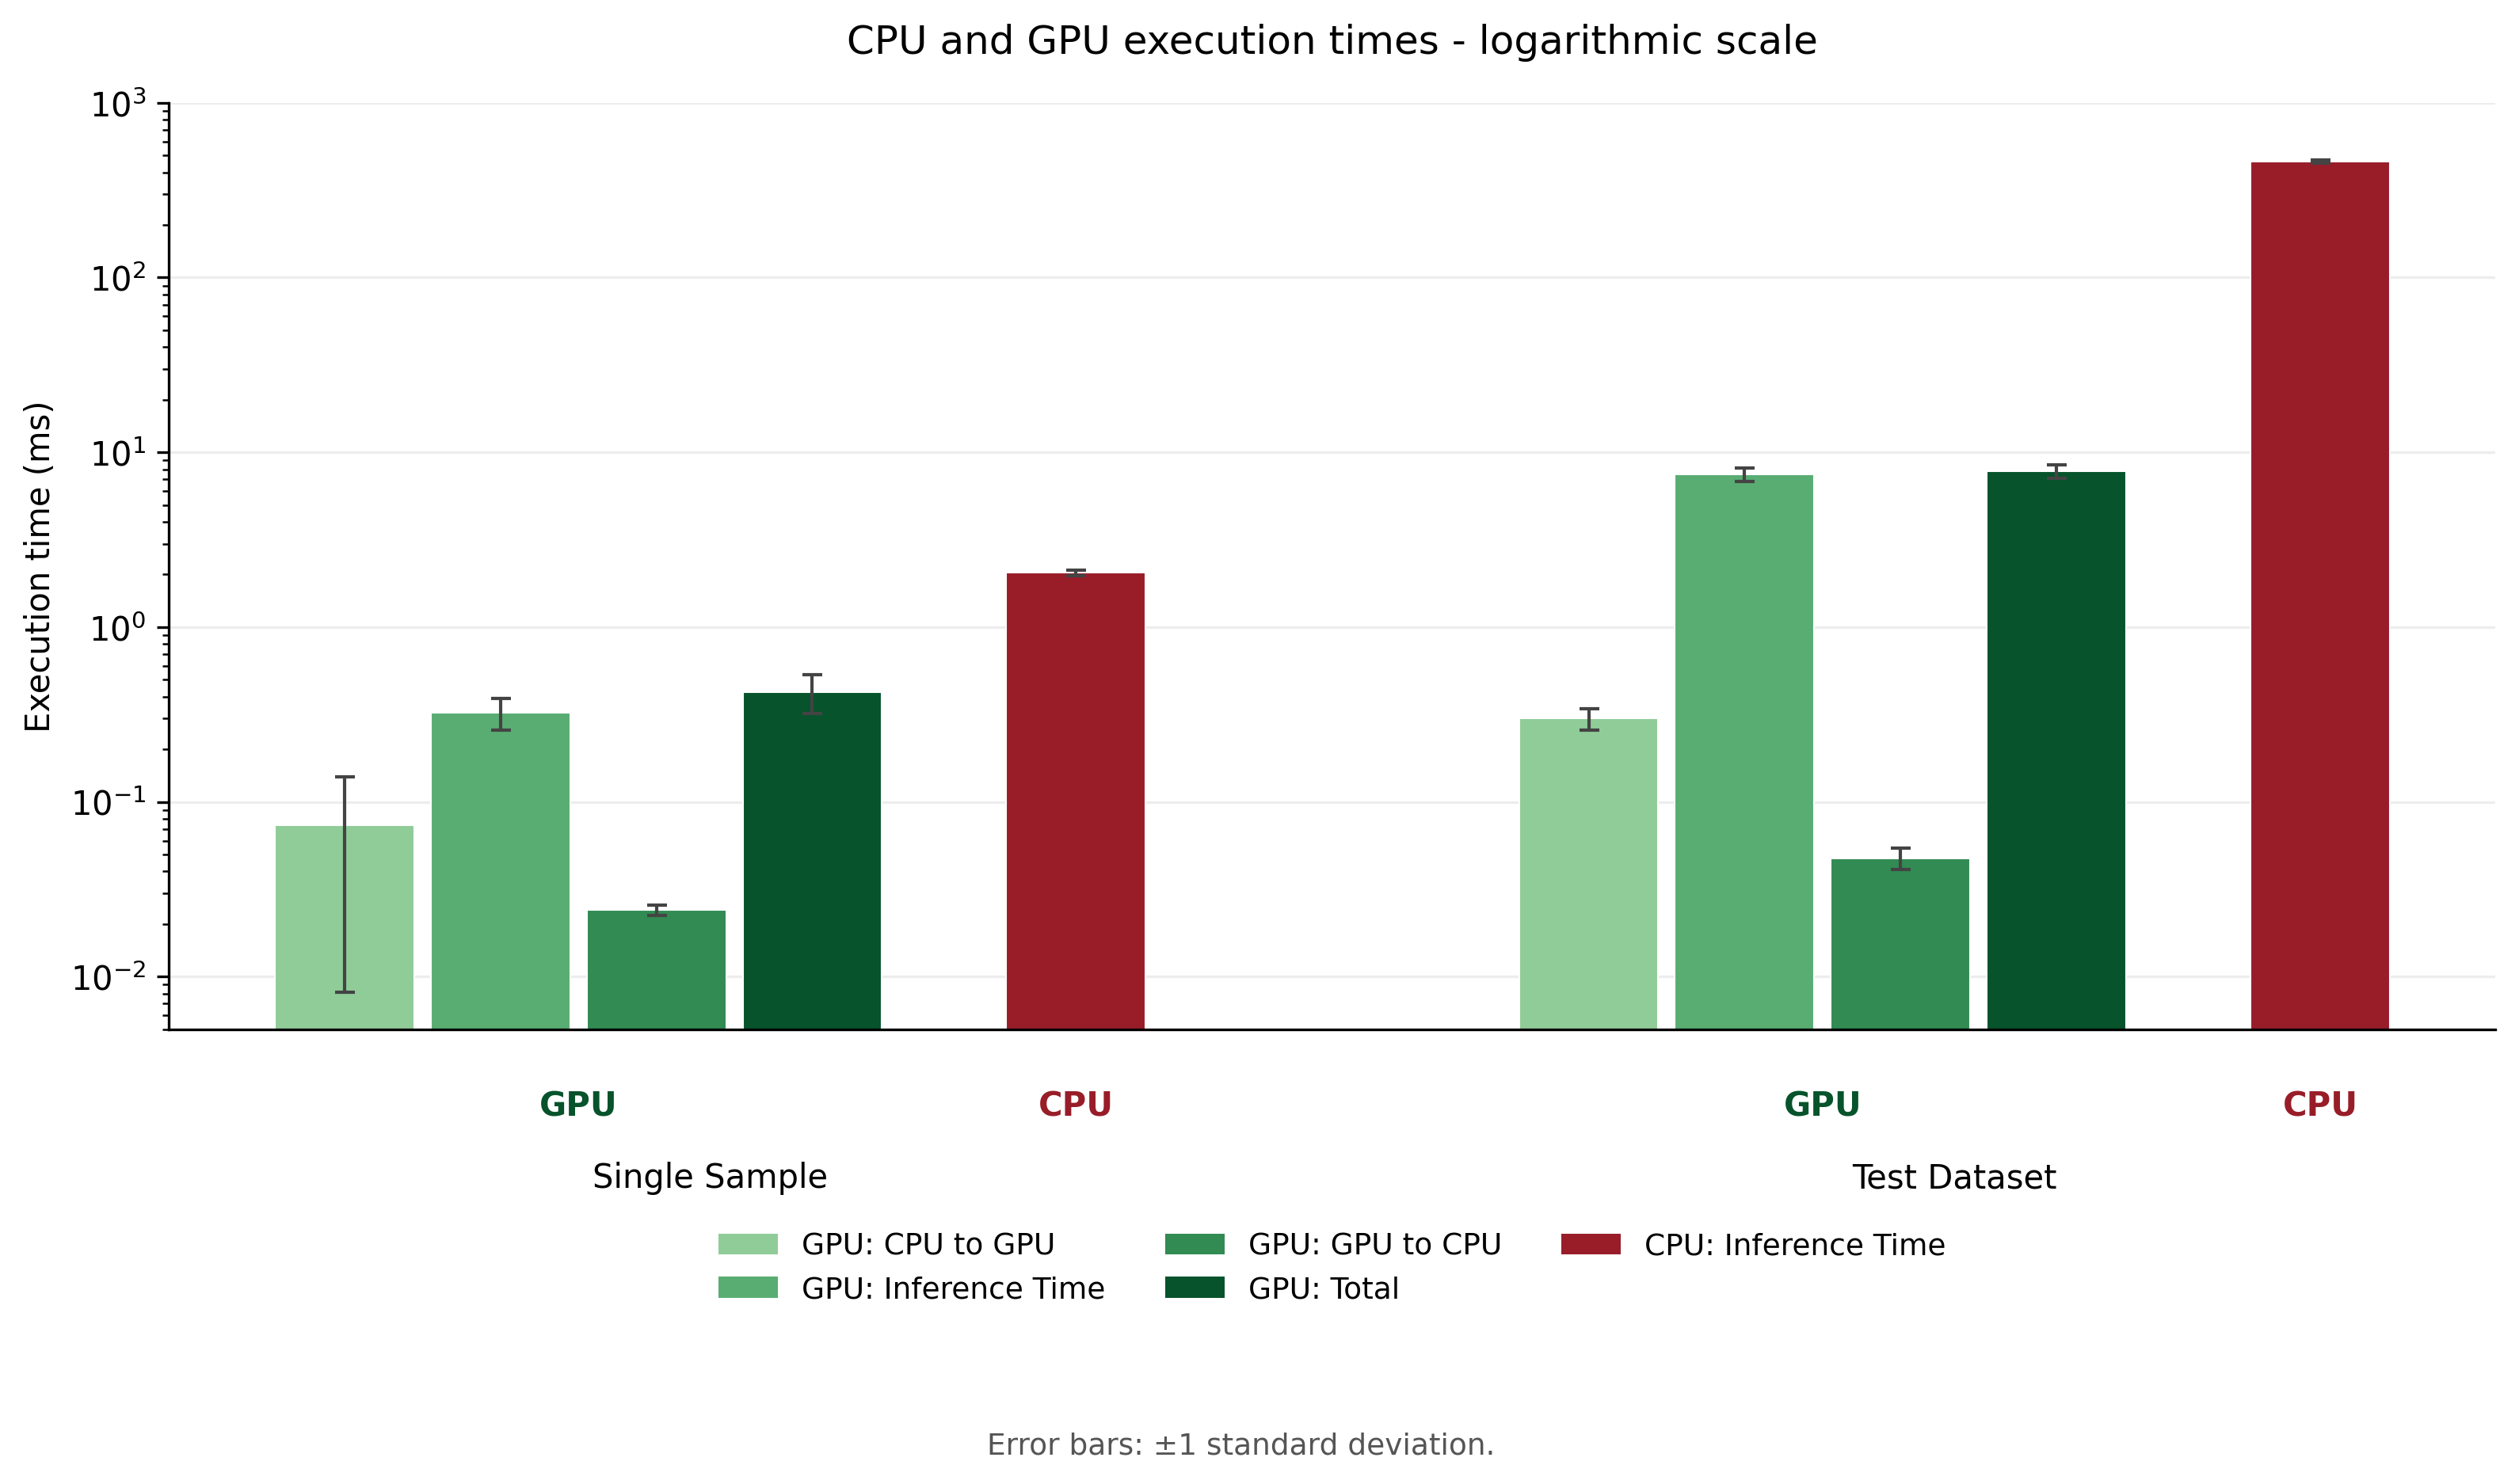 CPU and GPU execution times - logarithmic scale
Execution time (ms)
10³
10²
10¹
10⁰
10⁻¹
10⁻²
GPU CPU GPU CPU
Single Sample Test Dataset
GPU: CPU to GPU GPU: GPU to CPU CPU: Inference Time
GPU: Inference Time GPU: Total
Error bars: ±1 standard deviation.